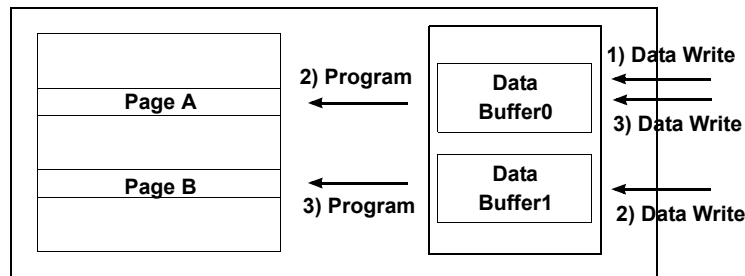 1) Data Write
2) Program
Data
Buffer0
Page A
3) Data Write
Page B
3) Program
Data
Buffer1
2) Data Write